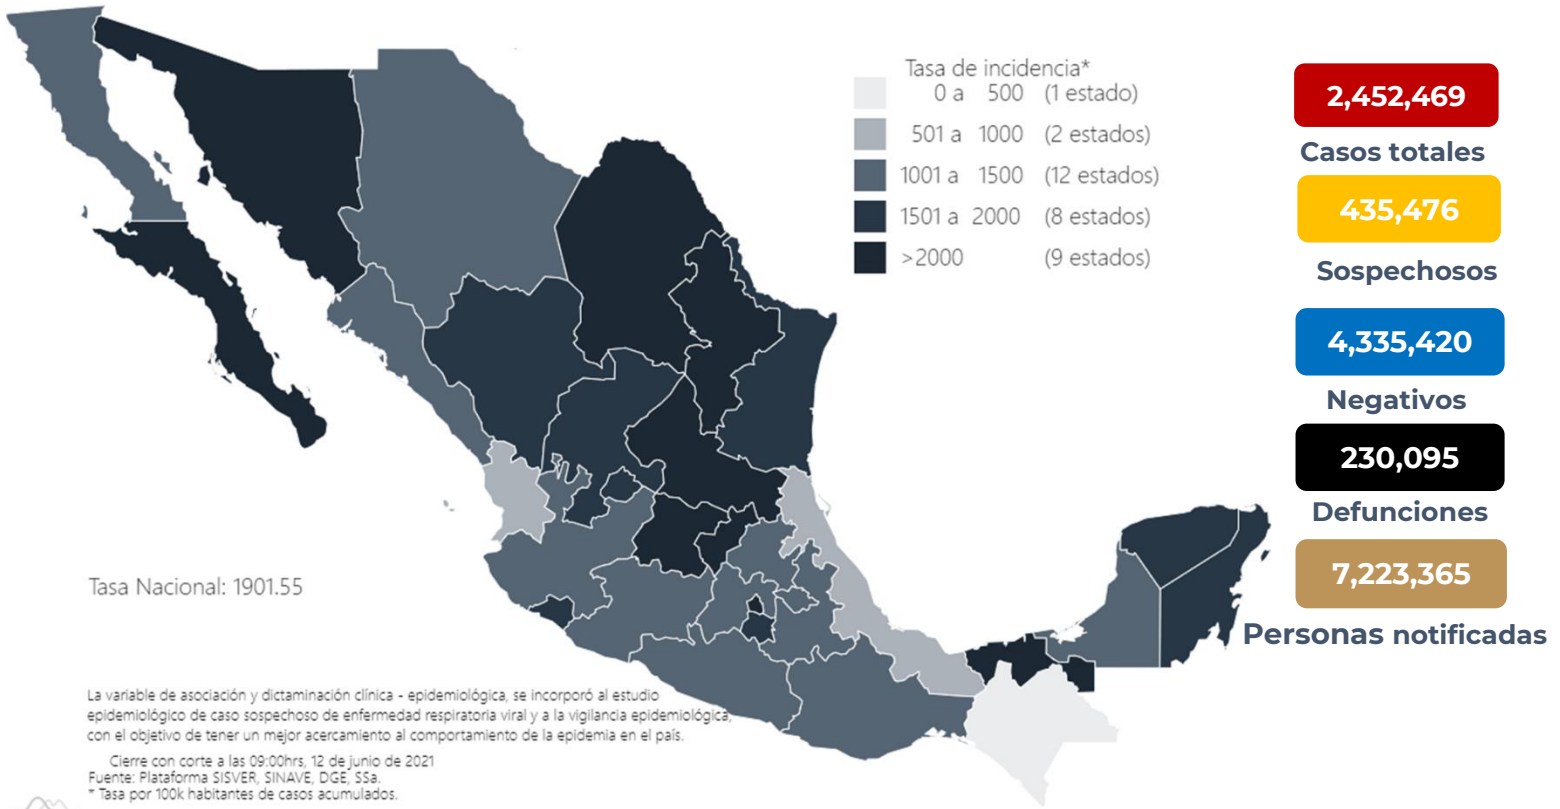 Tasa de incidencia*
0 a 500 (1 estado)
501 a 1000 (2 estados)
1001 a 1500 (12 estados)
1501 a 2000 (8 estados)
>2000 (9 estados)
2,452,469
Casos totales
435,476
Sospechosos
4,335,420
Negativos
230,095
Defunciones
7,223,365
Personas notificadas
Tasa Nacional: 1901.55
La variable de asociación y dictaminación clínica - epidemiológica, se incorporó al estudio
epidemiológico de caso sospechoso de enfermedad respiratoria viral y a la vigilancia epidemiológica,
con el objetivo de tener un mejor acercamiento al comportamiento de la epidemia en el país.
Cierre con corte a las 09:00hrs, 12 de junio de 2021
Fuente: Plataforma SISVER, SINAVE, DGE, SSa.
* Tasa por 100k habitantes de casos acumulados.